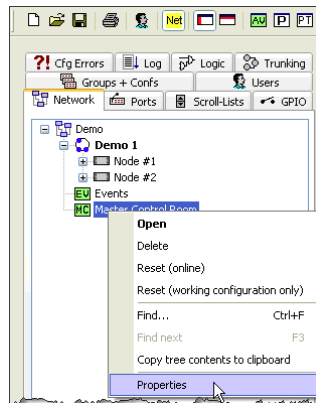 Net AV P PT
?! Cfg Errors Log Logic Trunking
Groups + Confs Users
Network Ports Scroll-Lists GPIO
Demo
Demo 1
Node #1
Node #2
EV Events
MC Master Control Room
Open
Delete
Reset (online)
Reset (working configuration only)
Find... Ctrl+F
Find next F3
Copy tree contents to clipboard
Properties